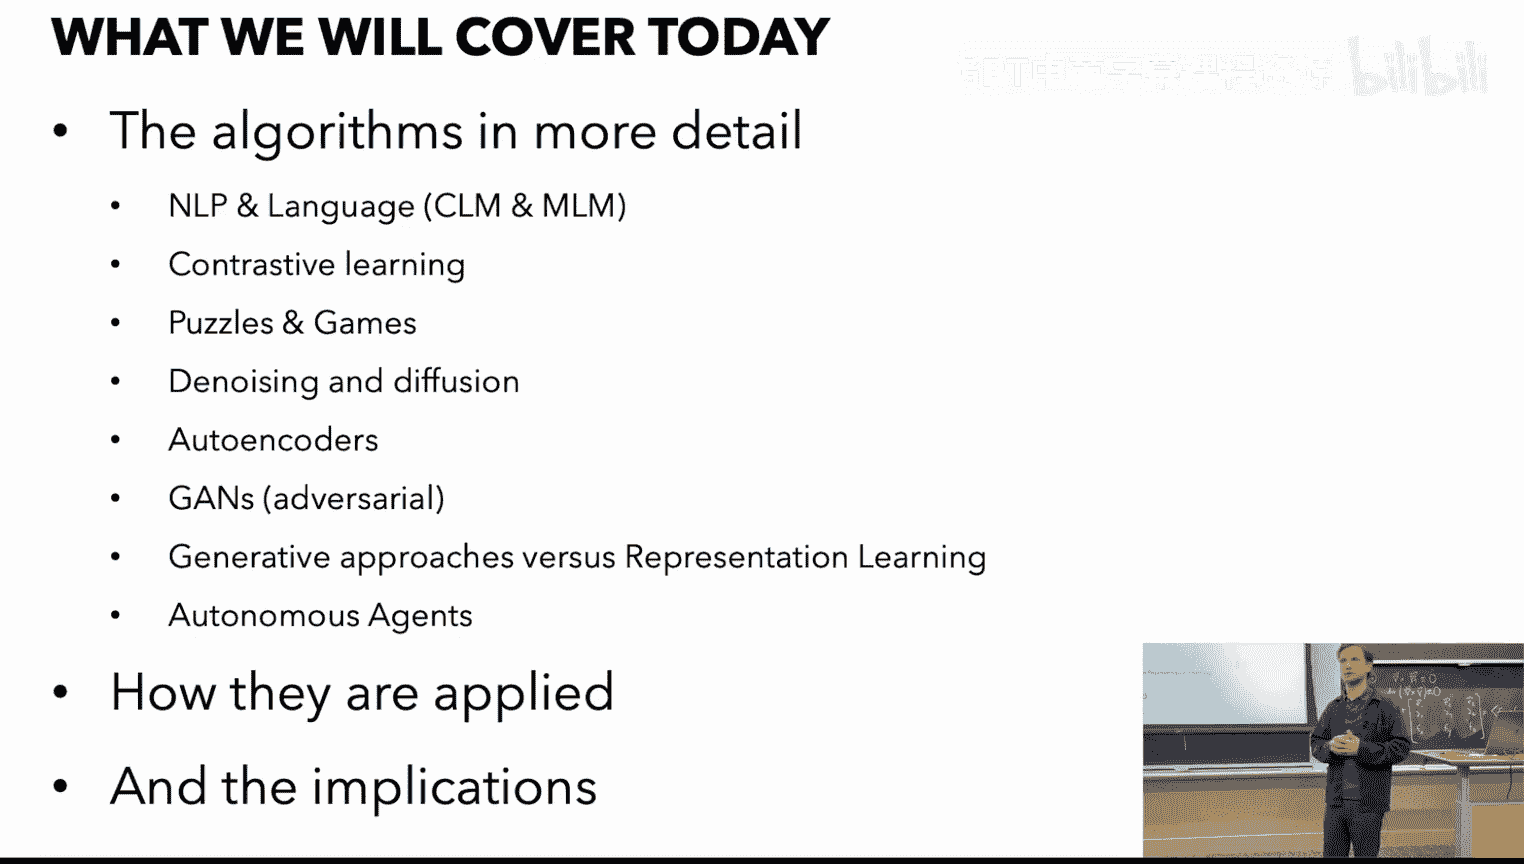 WHAT WE WILL COVER TODAY
bilibili
• The algorithms in more detail
• NLP & Language (CLM & MLM)
• Contrastive learning
• Puzzles & Games
• Denoising and diffusion
• Autoencoders
• GANs (adversarial)
• Generative approaches versus Representation Learning
• Autonomous Agents
• How they are applied
• And the implications